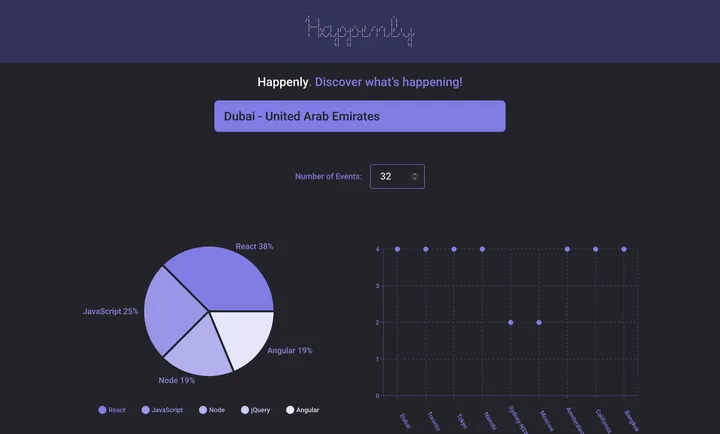 Happenly
Happenly. Discover what's happening!
Dubai - United Arab Emirates
Number of Events: 32
React 38%
JavaScript 25%
Node 19%
Angular 19%
React JavaScript Node jQuery Angular
4
3
2
1
0
Dubai Toronto Tokyo Nairobi Sydney NSW Moscow Amsterdam California Bangkok